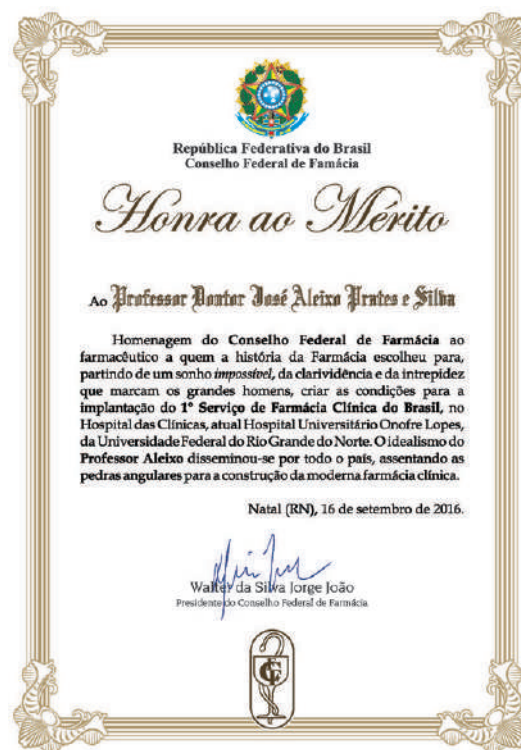 República Federativa do Brasil
Conselho Federal de Famácia
Honra ao Mérito
Ao Professor Doutor José Aleixo Prates e Silva
Homenagem do Conselho Federal de Farmácia ao
farmacêutico a quem a história da Farmácia escolheu para,
partindo de um sonho impossível, da clarividência e da intrepidez
que marcam os grandes homens, criar as condições para a
implantação do 1º Serviço de Farmácia Clínica do Brasil, no
Hospital das Clínicas, atual Hospital Universitário Onofre Lopes,
da Universidade Federal do Rio Grande do Norte. O idealismo do
Professor Aleixo disseminou-se por todo o país, assentando as
pedras angulares para a construção da moderna farmácia clínica.
Natal (RN), 16 de setembro de 2016.
Walter da Silva Jorge João
Presidente do Conselho Federal de Farmácia